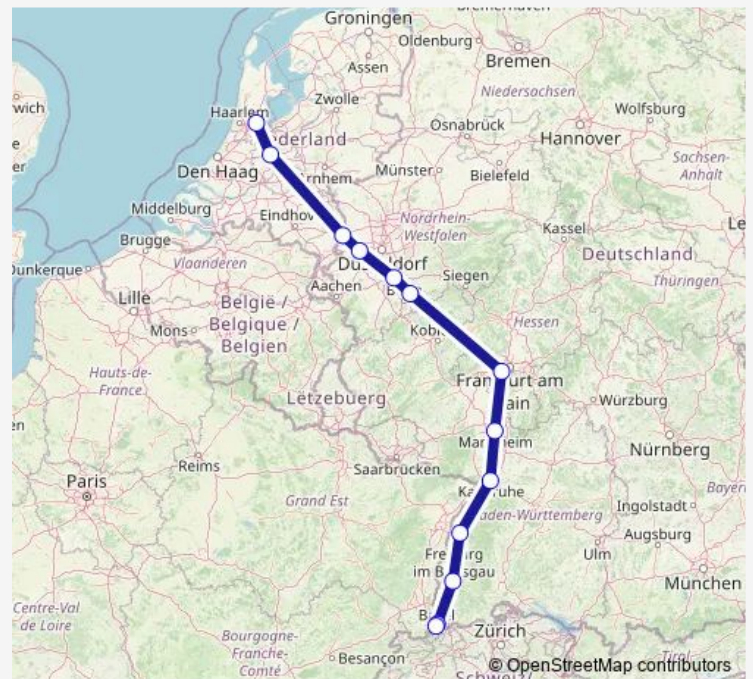 Groningen
Oldenburg
Bremen
Assen
Niedersachsen
Zwolle
Wolfsburg
Haarlem
Osnabrück
Hannover
Sachsen-
Anhalt
Den Haag
Münster
Bielefeld
Middelburg
Nordrhein-
Westfalen
Kassel
Brugge
Deutschland
Vlaanderen
Siegen
Thüringen
Aachen
Lille
België /
Belgique /
Belgien
Mons
Hessen
Hauts-de-
France
Lëtzebuerg
Würzburg
Reims
Saarbrücken
Nürnberg
Paris
Grand Est
Ingolstadt
Augsburg
Ulm
München
Centre-Val
de Loire
Bourgogne-
Franche-
Comté
Zürich
Besançon
© OpenStreetMap contributors